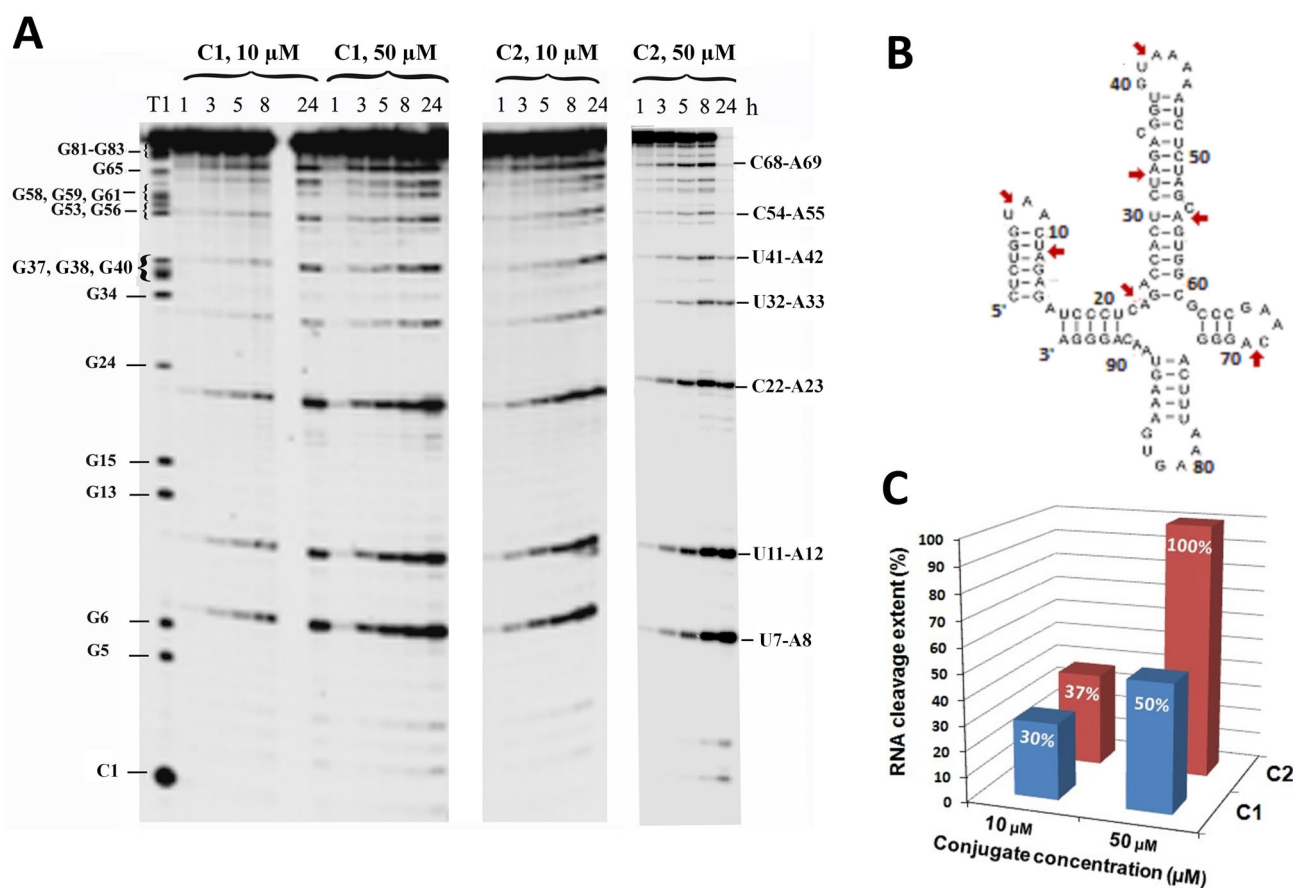 A
C1, 10 μM
C1, 50 μM
C2, 10 μM
C2, 50 μM
T1 1 3 5 8 24 1 3 5 8 24 1 3 5 8 24 h 1 3 5 8 24
G81-G83
G65
G58, G59, G61
G53, G56
G37, G38, G40
G34
G24
G15
G13
G6
G5
C1
C68-A69
C54-A55
U41-A42
U32-A33
C22-A23
U11-A12
U7-A8
B
40
50
30
10
20
60
5'
3'
90
70
80
C
RNA cleavage extent (%)
100
90
80
70
60
50
40
30
20
10
0
30%
37%
50%
100%
10 μM
50 μM
C1
C2
Conjugate concentration (μM)